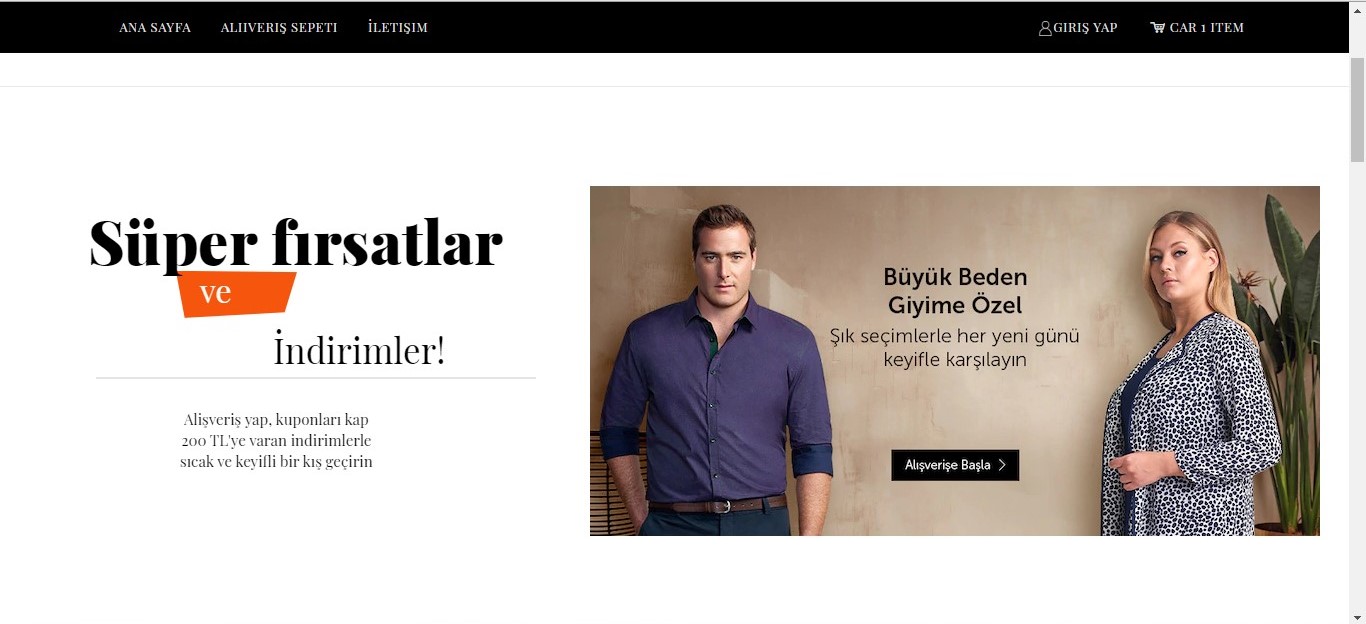 ANA SAYFA
ALIIVERIŞ SEPETI
İLETIŞIM
GIRIŞ YAP
CAR 1 ITEM
Süper fırsatlar
ve
İndirimler!
Alişveriş yap, kuponları kap
200 TL'ye varan indirimlerle
sıcak ve keyifli bir kış geçirin
Büyük Beden
Giyime Özel
Şık seçimlerle her yeni günü
keyifle karşılayın
Alışverişe Başla